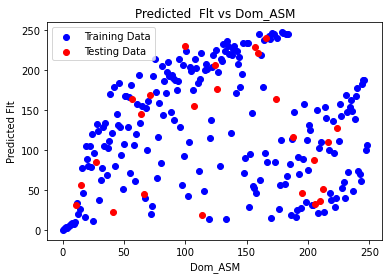 Predicted  Flt vs Dom_ASM
Training Data
Testing Data
Predicted Flt
250
200
150
100
50
0
0
50
100
150
200
250
Dom_ASM